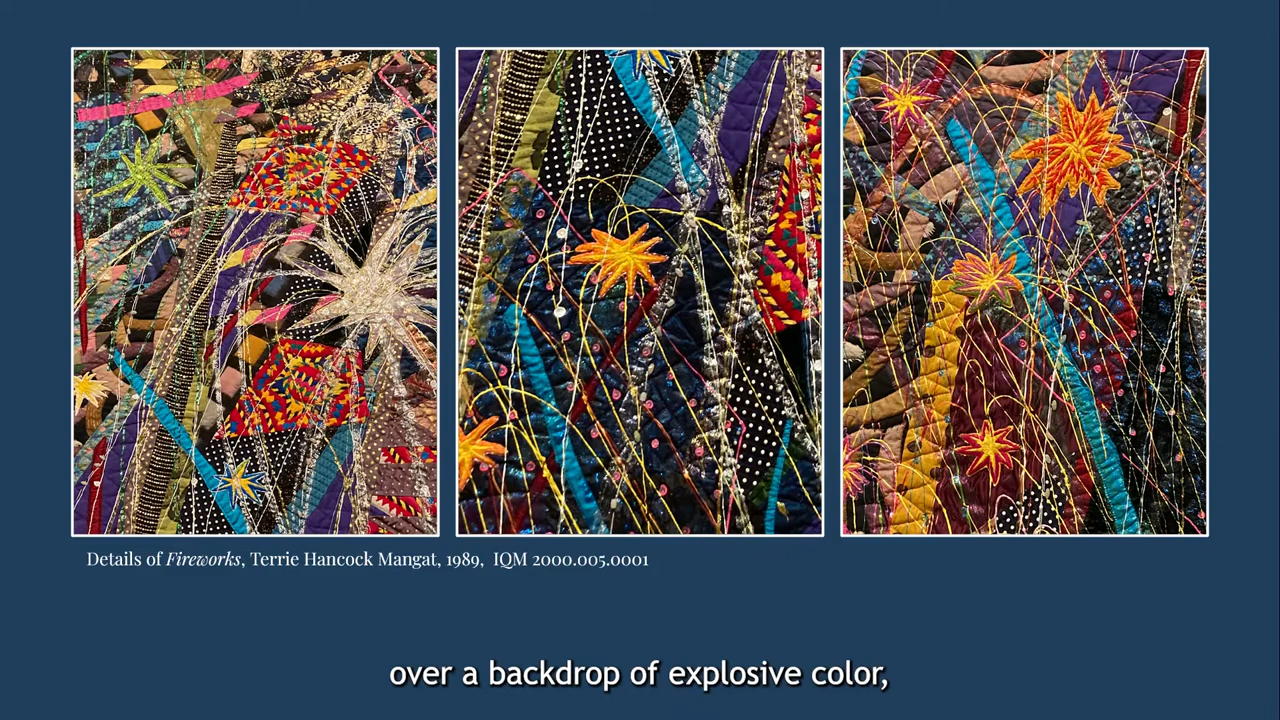 Details of Fireworks, Terrie Hancock Mangat, 1989, IQM 2000.005.0001
over a backdrop of explosive color,